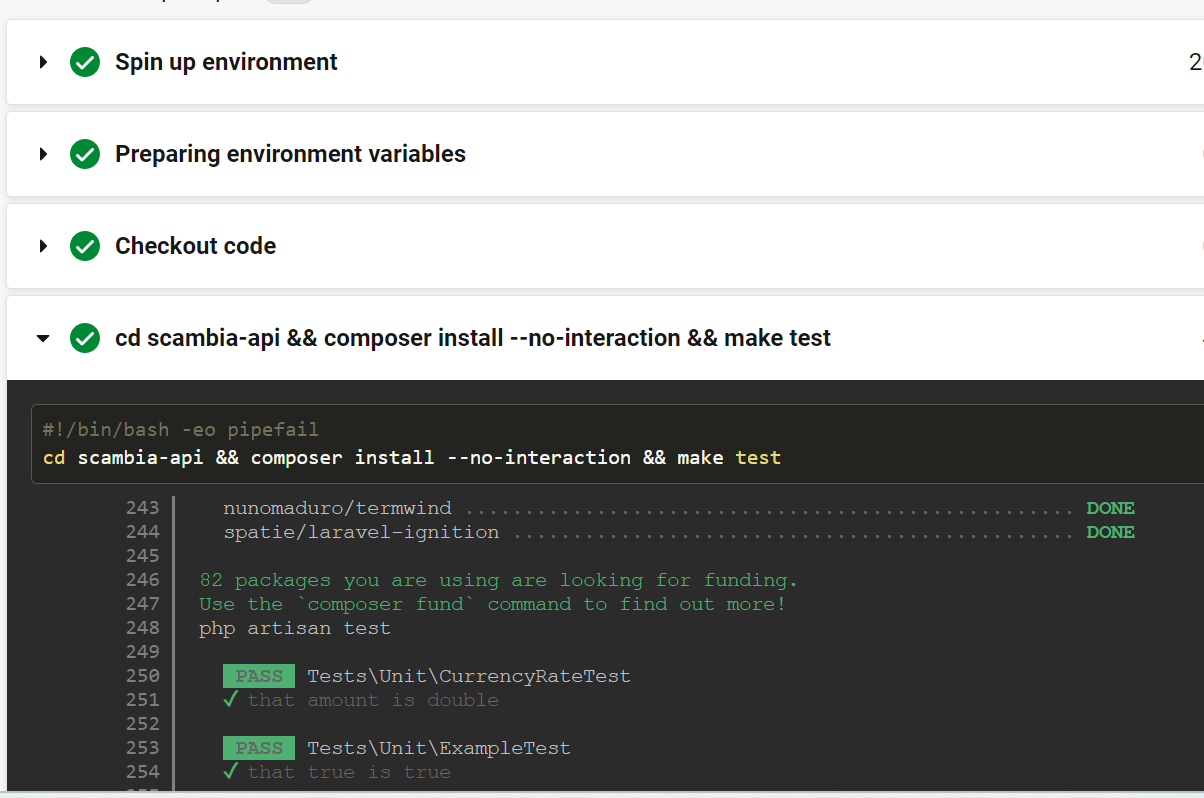 Spin up environment
2
Preparing environment variables
Checkout code
cd scambia-api && composer install --no-interaction && make test
#!/bin/bash -eo pipefail
cd scambia-api && composer install --no-interaction && make test
243 nunomaduro/termwind ................................................... DONE
244 spatie/laravel-ignition ............................................... DONE
245
246 82 packages you are using are looking for funding.
247 Use the `composer fund` command to find out more!
248 php artisan test
249
250 PASS Tests\Unit\CurrencyRateTest
251 ✓ that amount is double
252
253 PASS Tests\Unit\ExampleTest
254 ✓ that true is true